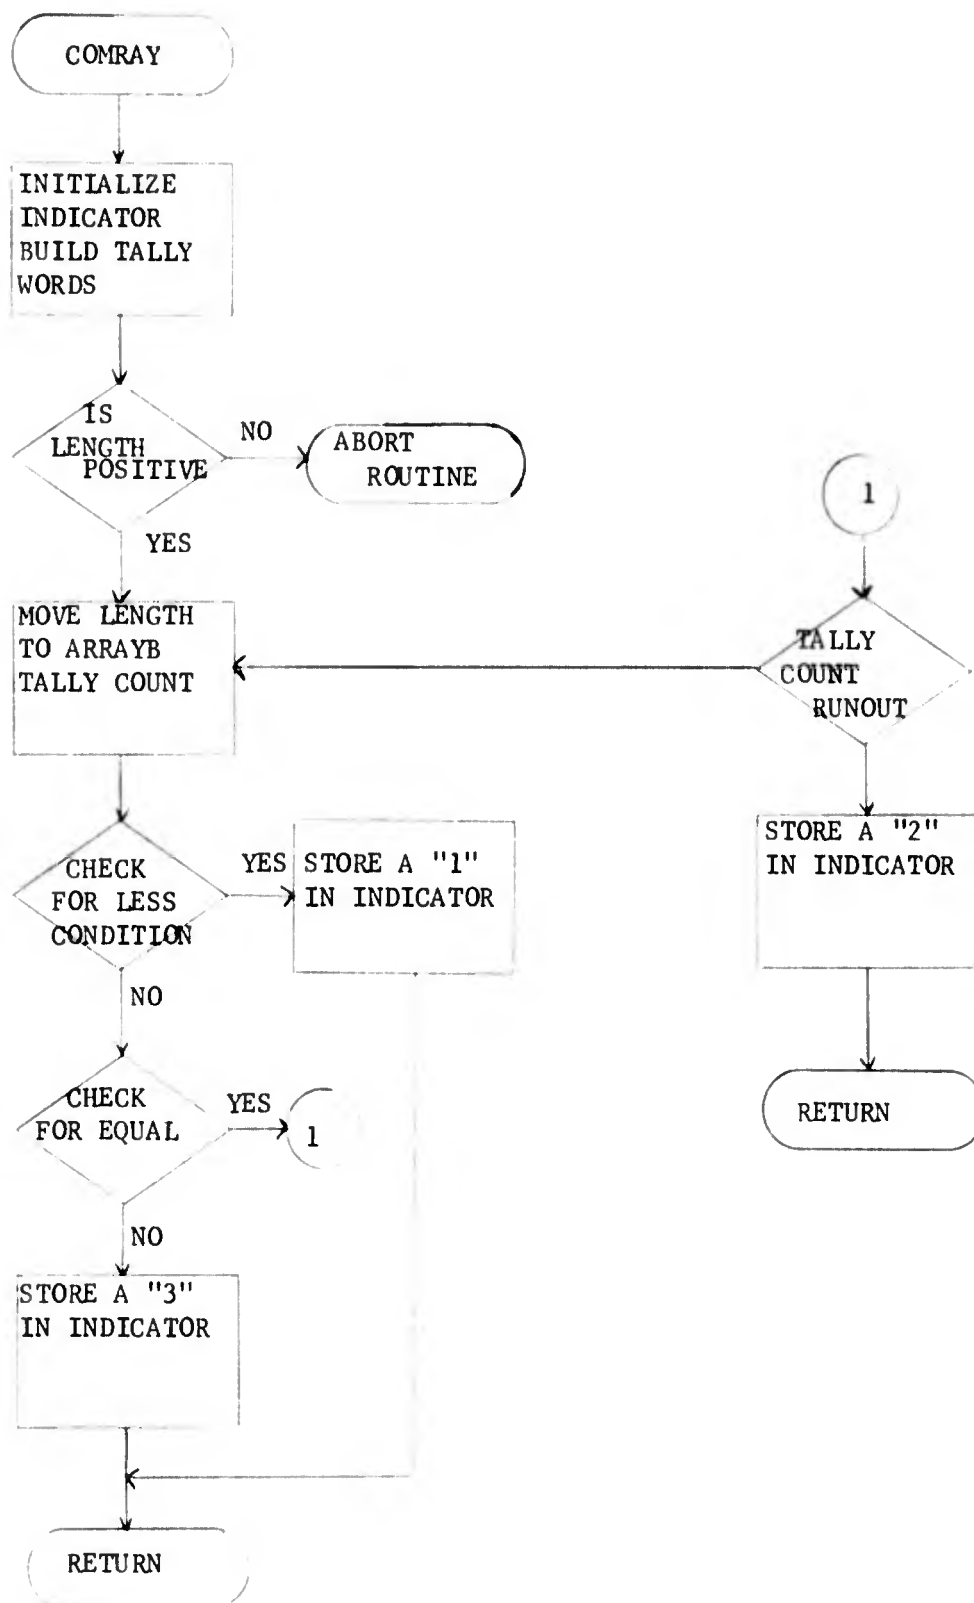 COMRAY
INITIALIZE
INDICATOR
BUILD TALLY
WORDS
IS
LENGTH
POSITIVE
NO
ABORT
ROUTINE
YES
MOVE LENGTH
TO ARRAYB
TALLY COUNT
CHECK
FOR LESS
CONDITION
YES
STORE A "1"
IN INDICATOR
NO
CHECK
FOR EQUAL
YES
1
NO
STORE A "3"
IN INDICATOR
RETURN
1
TALLY
COUNT
RUNOUT
STORE A "2"
IN INDICATOR
RETURN